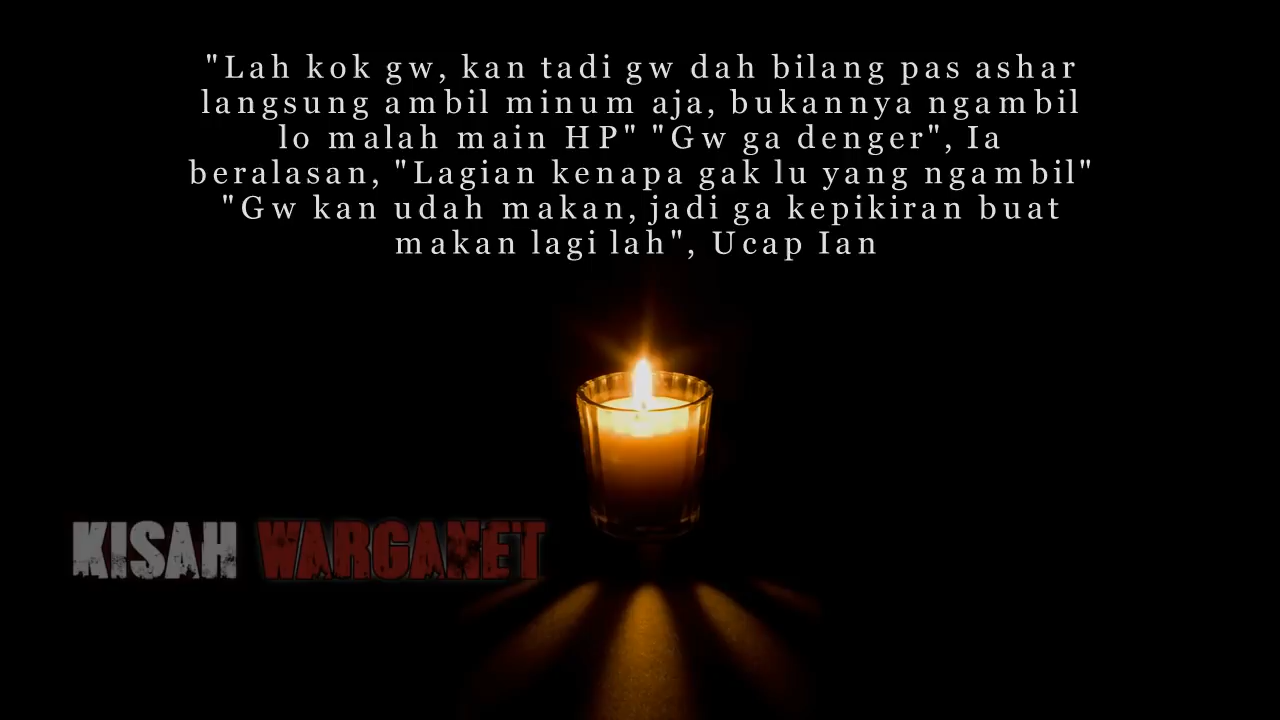 "Lah kok gw, kan tadi gw dah bilang pas ashar
langsung ambil minum aja, bukannya ngambil
lo malah main HP" "Gw ga denger", Ia
beralasan, "Lagian kenapa gak lu yang ngambil"
"Gw kan udah makan, jadi ga kepikiran buat
makan lagi lah", Ucap Ian
KISAH WARGANET